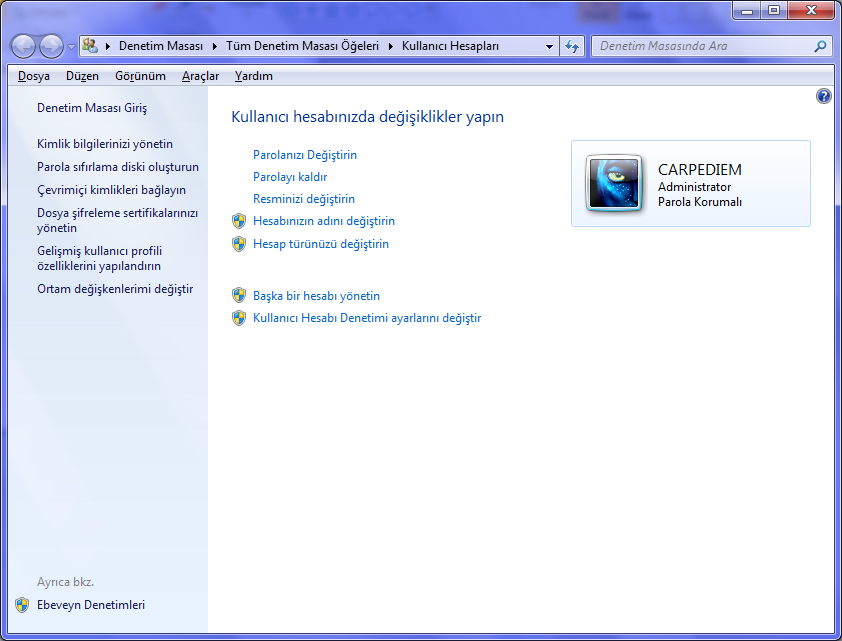 Denetim Masası
Tüm Denetim Masası Öğeleri
Kullanıcı Hesapları
Denetim Masasında Ara
Dosya
Düzen
Görünüm
Araçlar
Yardım
Denetim Masası Giriş
Kimlik bilgilerinizi yönetin
Parola sıfırlama diski oluşturun
Çevrimiçi kimlikleri bağlayın
Dosya şifreleme sertifikalarınızı
yönetin
Gelişmiş kullanıcı profili
özelliklerini yapılandırın
Ortam değişkenlerimi değiştir
Ayrıca bkz.
Ebeveyn Denetimleri
Kullanıcı hesabınızda değişiklikler yapın
Parolanızı Değiştirin
Parolayı kaldır
Resminizi değiştirin
Hesabınızın adını değiştirin
Hesap türünüzü değiştirin
Başka bir hesabı yönetin
Kullanıcı Hesabı Denetimi ayarlarını değiştir
CARPEDIEM
Administrator
Parola Korumalı